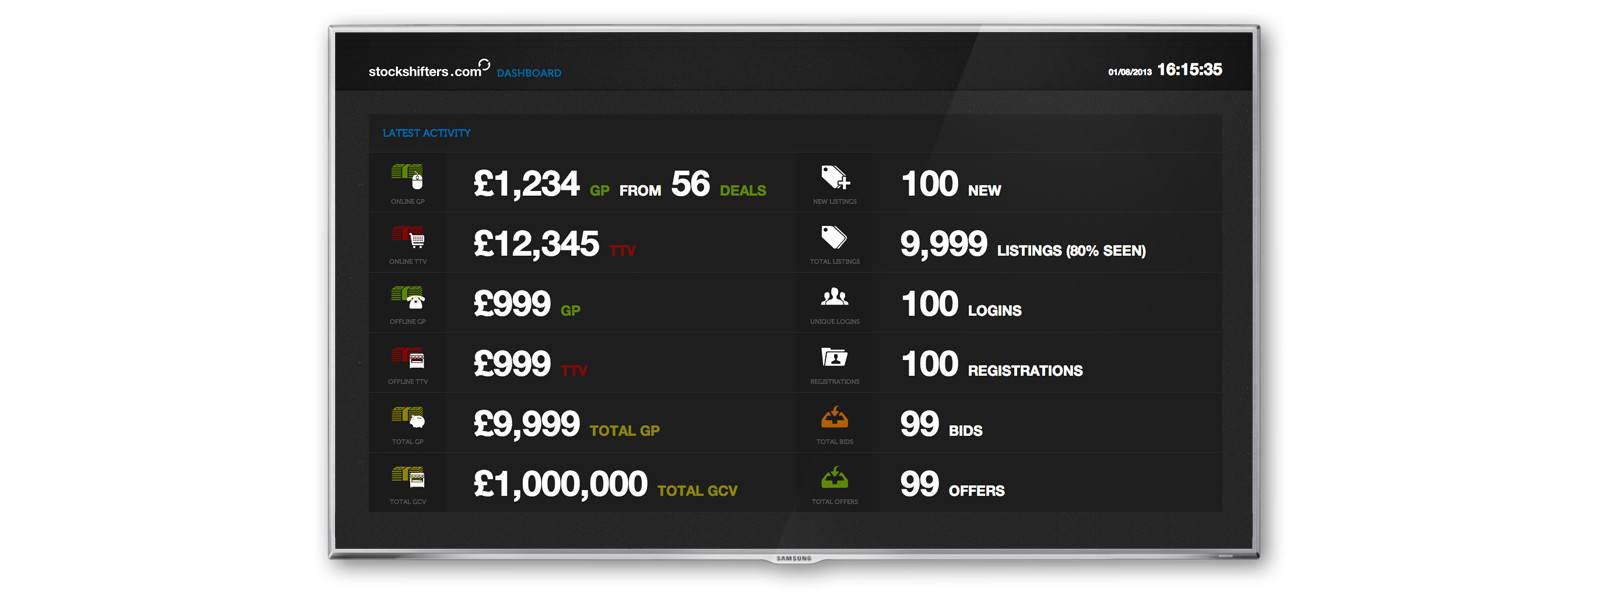 stockshifters.com DASHBOARD
01/08/2013 16:15:35
LATEST ACTIVITY
ONLINE GP
£1,234 GP FROM 56 DEALS
NEW LISTINGS
100 NEW
ONLINE TTV
£12,345 TTV
TOTAL LISTINGS
9,999 LISTINGS (80% SEEN)
OFFLINE GP
£999 GP
UNIQUE LOGINS
100 LOGINS
OFFLINE TTV
£999 TTV
REGISTRATIONS
100 REGISTRATIONS
TOTAL GP
£9,999 TOTAL GP
TOTAL BIDS
99 BIDS
TOTAL GCV
£1,000,000 TOTAL GCV
TOTAL OFFERS
99 OFFERS
SAMSUNG